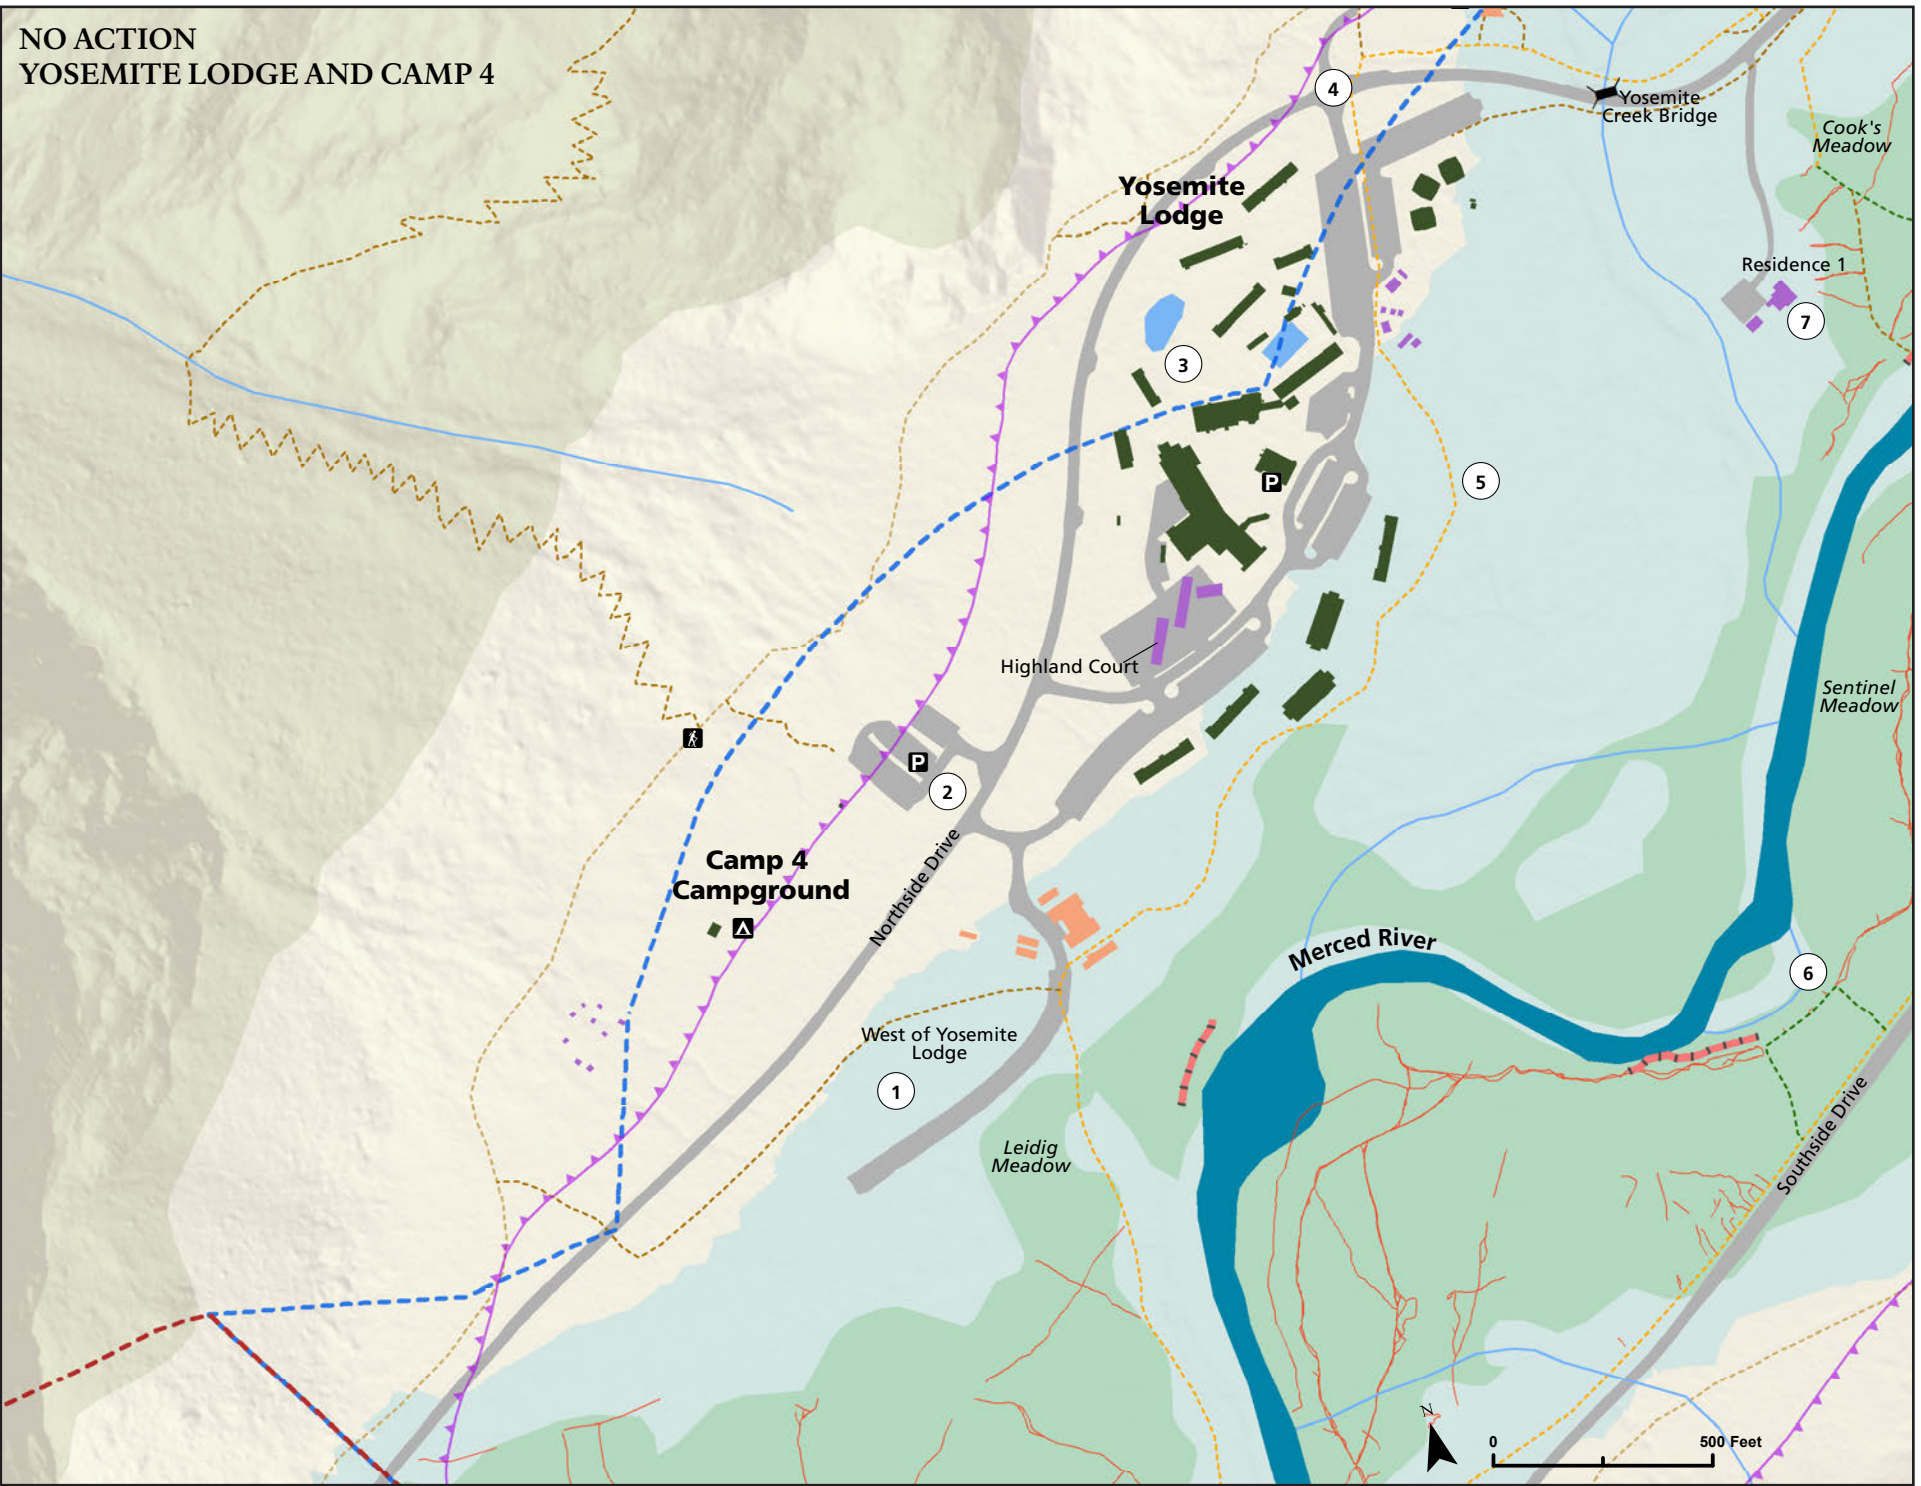 NO ACTION
YOSEMITE LODGE AND CAMP 4
4
Yosemite
Creek Bridge
Cook's
Meadow
Yosemite
Lodge
Residence 1
7
3
P
5
Highland Court
Sentinel
Meadow
P
2
Camp 4
Campground
Northside Drive
Merced River
6
West of Yosemite
Lodge
1
Leidig
Meadow
Southside Drive
N
0
500 Feet